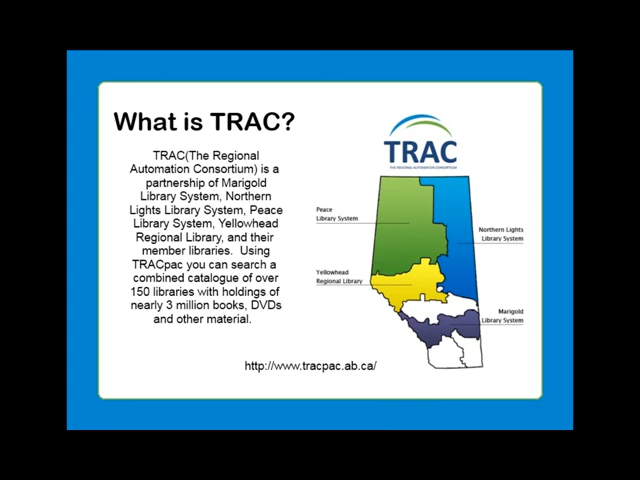 What is TRAC?
TRAC(The Regional
Automation Consortium) is a
partnership of Marigold
Library System, Northern
Lights Library System, Peace
Library System, Yellowhead
Regional Library, and their
member libraries.  Using
TRACpac you can search a
combined catalogue of over
150 libraries with holdings of
nearly 3 million books, DVDs
and other material.
TRAC
THE REGIONAL AUTOMATION CONSORTIUM
Peace
Library System
Northern Lights
Library System
Yellowhead
Regional Library
Marigold
Library System
http://www.tracpac.ab.ca/